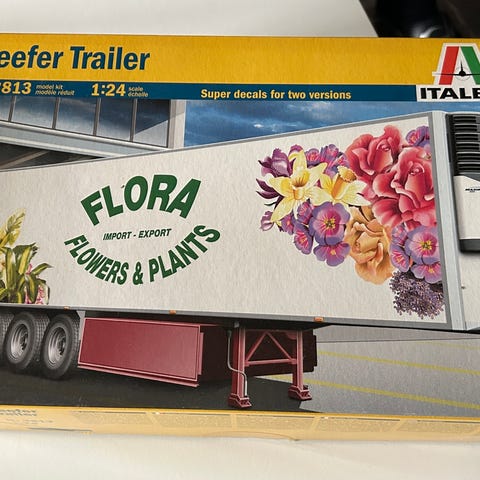 eefer Trailer
3813 model kit modèle réduit 1:24 scale échelle
Super decals for two versions
ITALE
FLORA
IMPORT - EXPORT
FLOWERS & PLANTS